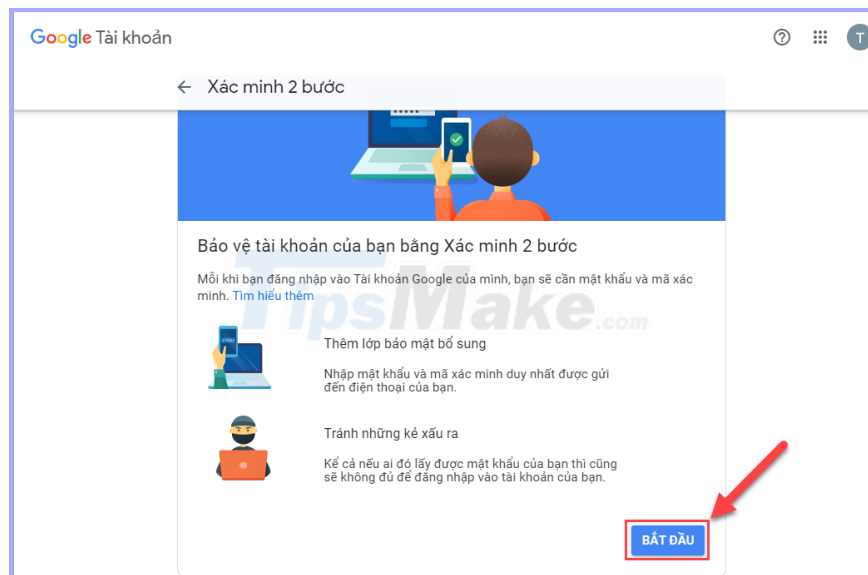 Google Tài khoản
T
Xác minh 2 bước
Bảo vệ tài khoản của bạn bằng Xác minh 2 bước
Mỗi khi bạn đăng nhập vào Tài khoản Google của mình, bạn sẽ cần mật khẩu và mã xác
minh. Tìm hiểu thêm
TipsMake.com
Thêm lớp bảo mật bổ sung
Nhập mật khẩu và mã xác minh duy nhất được gửi
đến điện thoại của bạn.
Tránh những kẻ xấu ra
Kể cả nếu ai đó lấy được mật khẩu của bạn thì cũng
sẽ không đủ để đăng nhập vào tài khoản của bạn.
BẮT ĐẦU